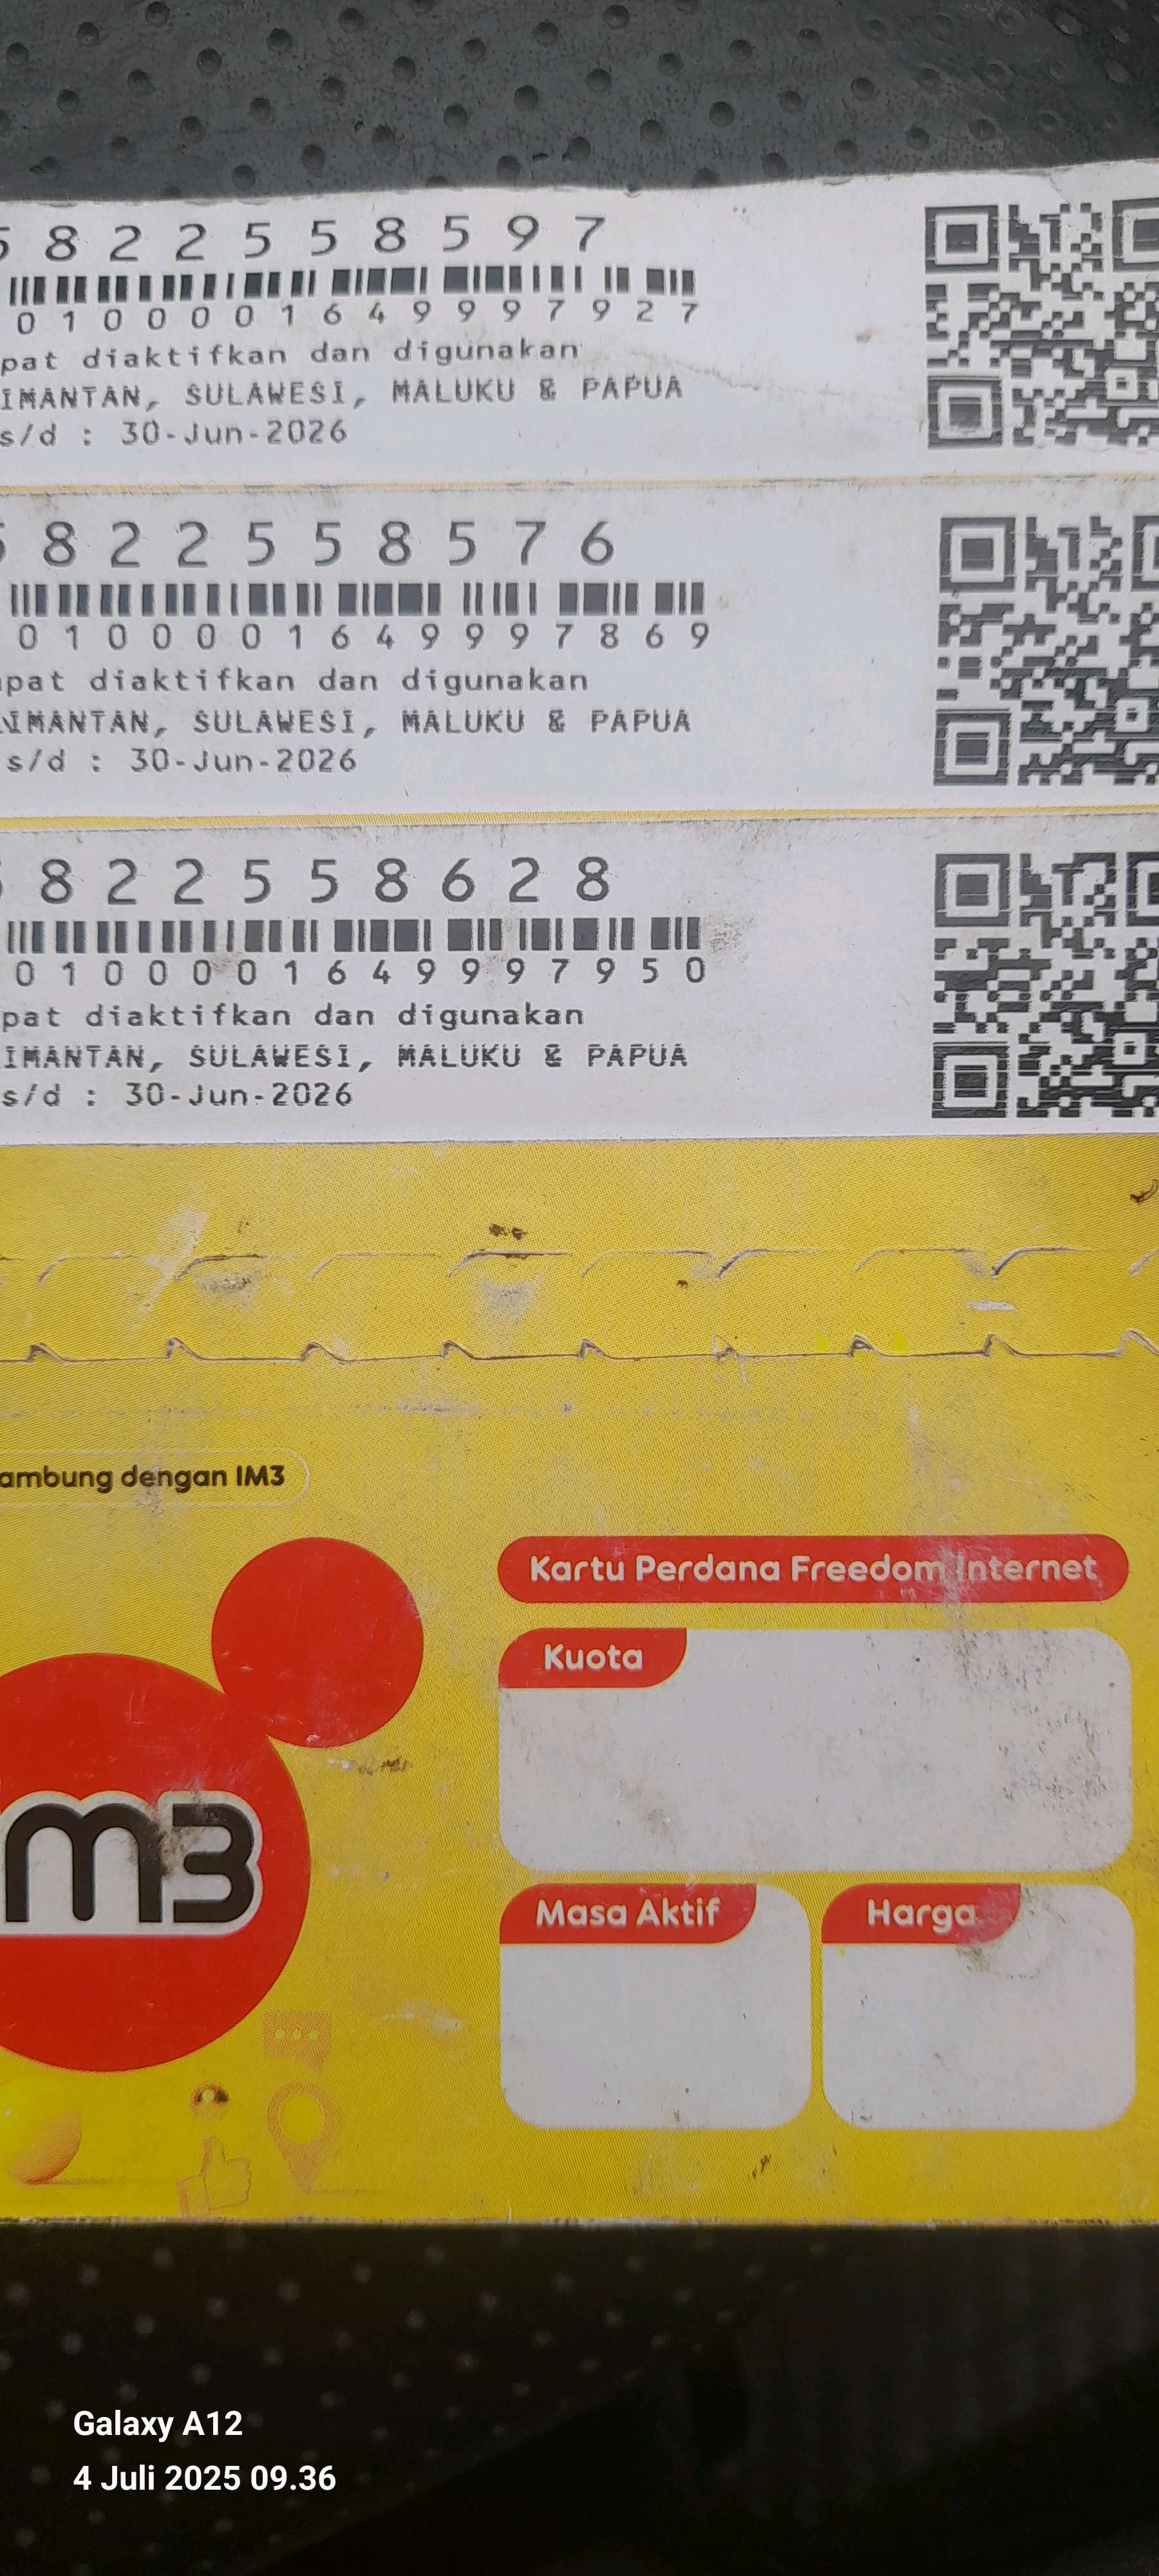 5 8 2 2 5 5 8 5 9 7
0 1 0 0 0 0 1 6 4 9 9 9 7 9 2 7
pat diaktifkan dan digunakan
IMANTAN, SULAWESI, MALUKU & PAPUA
s/d : 30-Jun-2026
5 8 2 2 5 5 8 5 7 6
0 1 0 0 0 0 1 6 4 9 9 9 7 8 6 9
pat diaktifkan dan digunakan
IMANTAN, SULAWESI, MALUKU & PAPUA
s/d : 30-Jun-2026
8 2 2 5 5 8 6 2 8
0 1 0 0 0 0 1 6 4 9 9 9 7 9 5 0
pat diaktifkan dan digunakan
IMANTAN, SULAWESI, MALUKU & PAPUA
s/d : 30-Jun-2026
ambung dengan IM3
Kartu Perdana Freedom Internet
Kuota
m3
Masa Aktif
Harga
Galaxy A12
4 Juli 2025 09.36